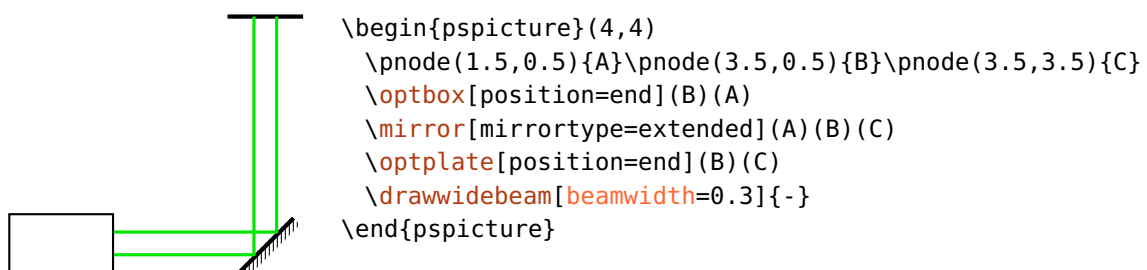 \begin{pspicture}(4,4)
\pnode(1.5,0.5){A}\pnode(3.5,0.5){B}\pnode(3.5,3.5){C}
\optbox[position=end](B)(A)
\mirror[mirrortype=extended](A)(B)(C)
\optplate[position=end](B)(C)
\drawwidebeam[beamwidth=0.3]{-}
\end{pspicture}